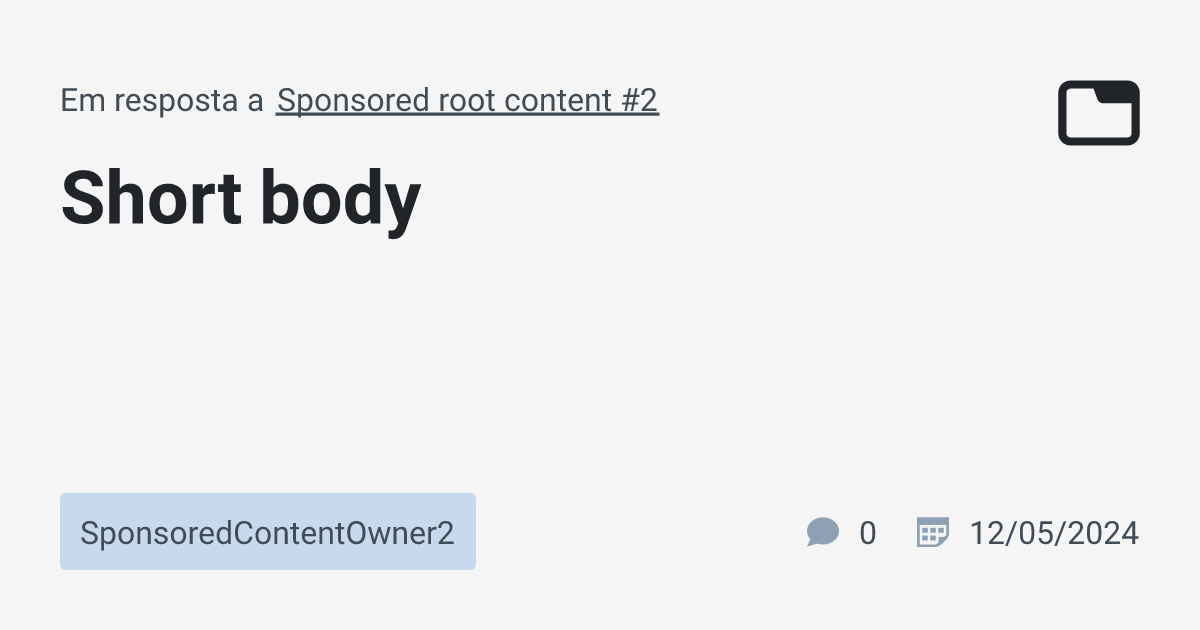 Em resposta a Sponsored root content #2
Short body
SponsoredContentOwner2
0
12/05/2024